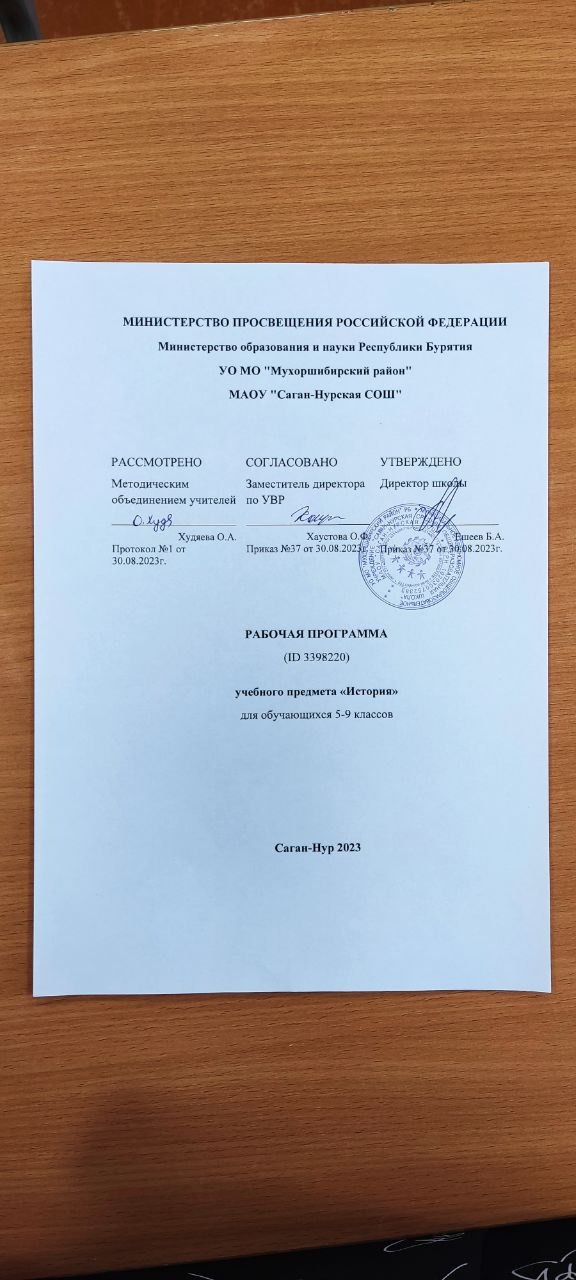 МИНИСТЕРСТВО ПРОСВЕЩЕНИЯ РОССИЙСКОЙ ФЕДЕРАЦИИ
Министерство образования и науки Республики Бурятия
УО МО "Мухоршибирский район"
МАОУ "Саган-Нурская СОШ"
РАССМОТРЕНО
Методическим
объединением учителей
О.Худ
Худяева О.А.
Протокол №1 от
30.08.2023г.
СОГЛАСОВАНО
Заместитель директора
по УВР
Хаустова О.Ф.
Приказ №37 от 30.08.2023г.
УТВЕРЖДЕНО
Директор школы
Ешеев Б.А.
Приказ №37 от 30.08.2023г.
РАБОЧАЯ ПРОГРАММА
(ID 3398220)
учебного предмета «История»
для обучающихся 5-9 классов
Саган-Нур 2023